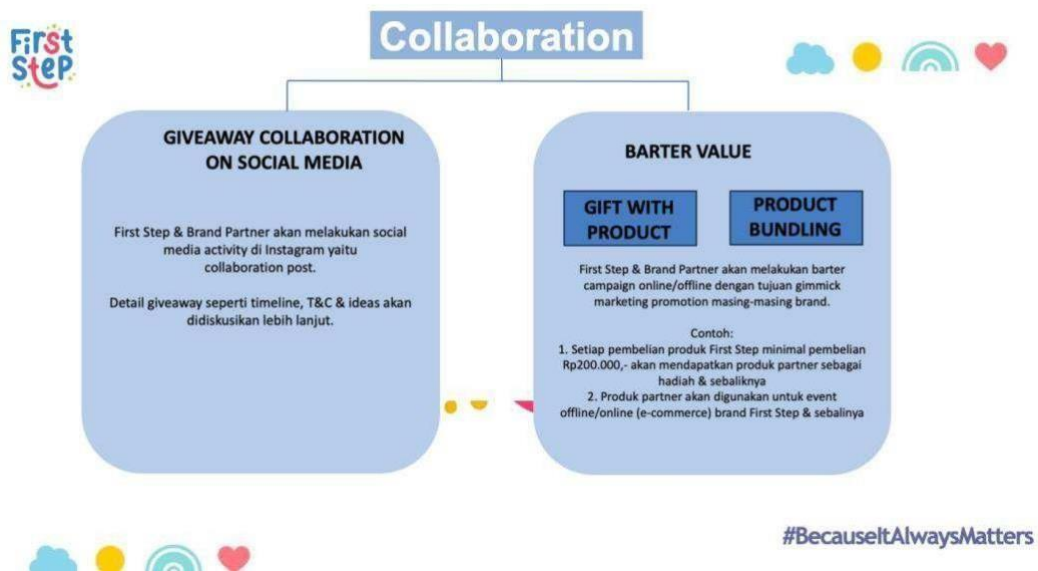 First
Step
Collaboration
GIVEAWAY COLLABORATION
ON SOCIAL MEDIA
First Step & Brand Partner akan melakukan social
media activity di Instagram yaitu
collaboration post.
Detail giveaway seperti timeline, T&C & ideas akan
didiskusikan lebih lanjut.
BARTER VALUE
GIFT WITH
PRODUCT
PRODUCT
BUNDLING
First Step & Brand Partner akan melakukan barter
campaign online/offline dengan tujuan gimmick
marketing promotion masing-masing brand.
Contoh:
1. Setiap pembelian produk First Step minimal pembelian
Rp200.000,- akan mendapatkan produk partner sebagai
hadiah & sebaliknya
2. Produk partner akan digunakan untuk event
offline/online (e-commerce) brand First Step & sebalinya
#BecauseItAlwaysMatters